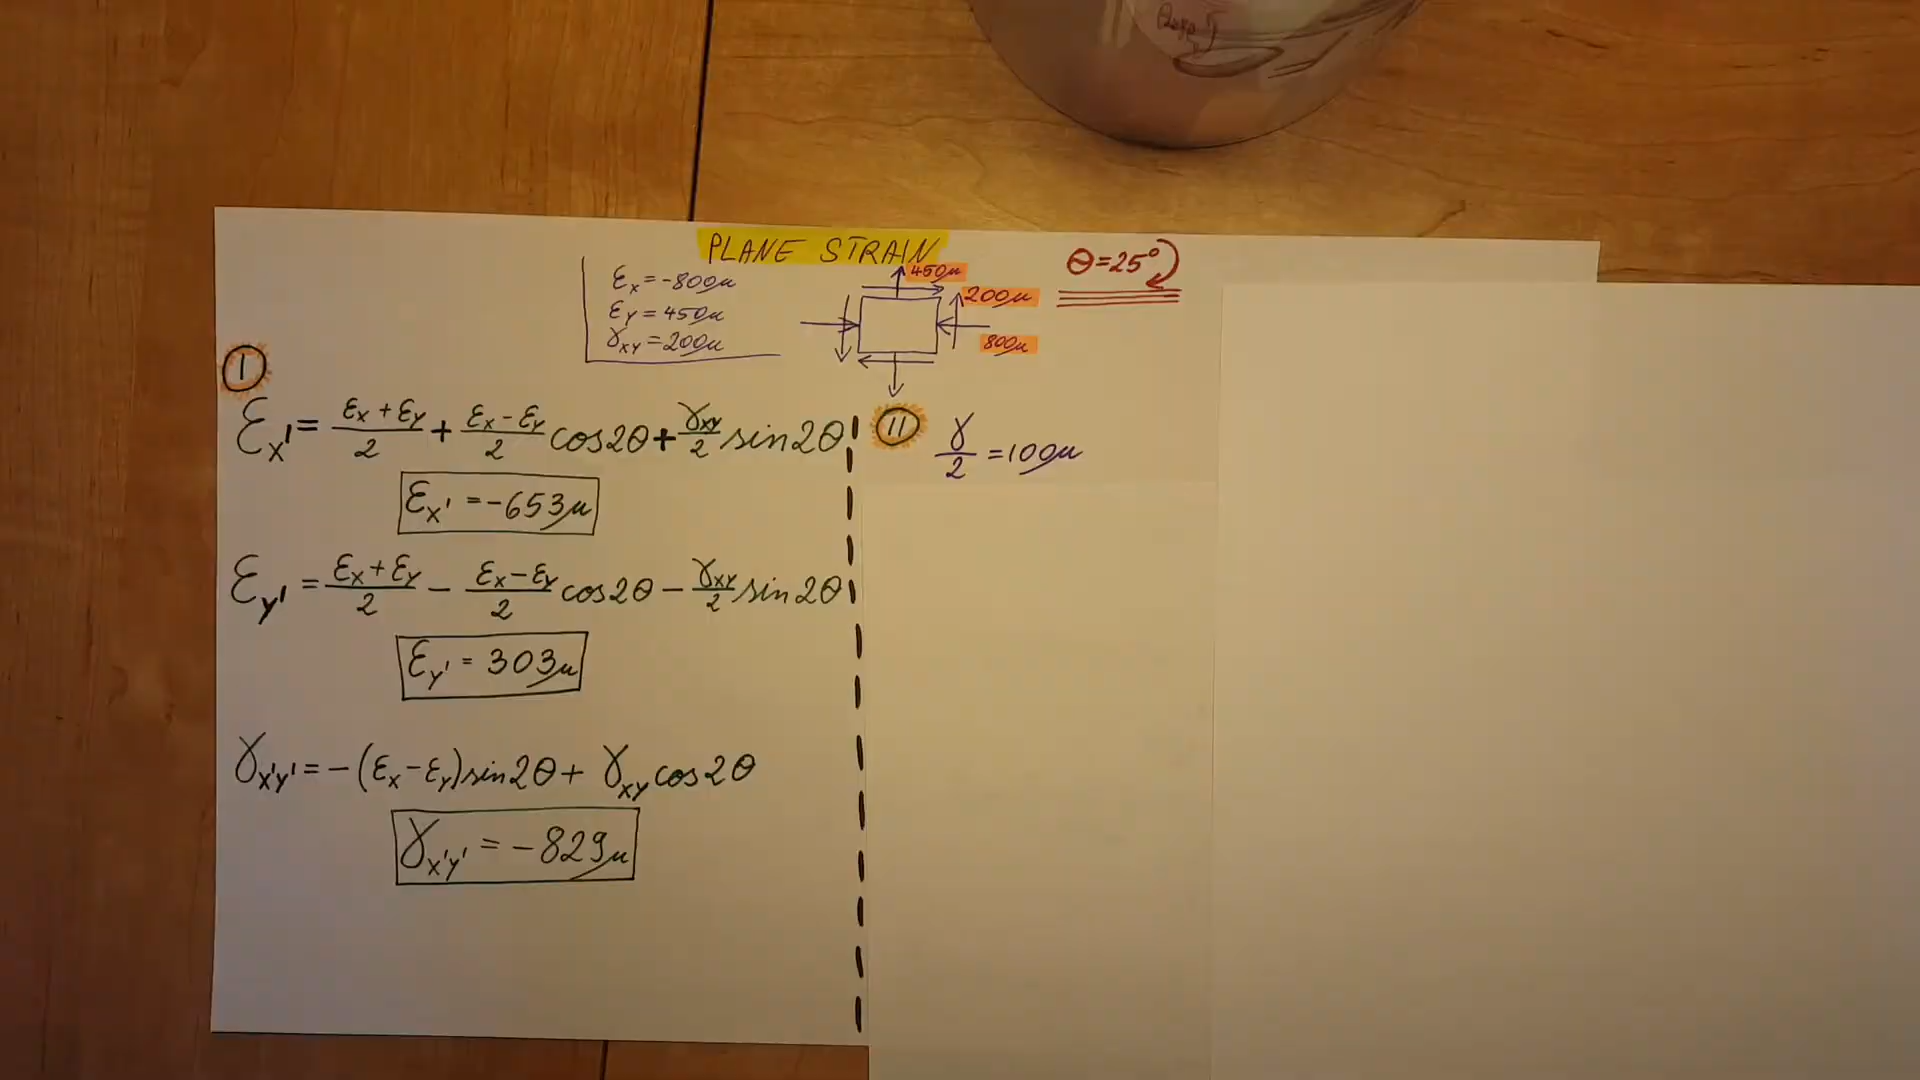 PLANE STRAIN
εx = -800μ
εy = 450μ
γxy = 200μ
450μ
200μ
800μ
θ=25°
I
εx' = (εx + εy)/2 + (εx - εy)/2 cos2θ + γxy/2 sin2θ
εx' = -653μ
εy' = (εx + εy)/2 - (εx - εy)/2 cos2θ - γxy/2 sin2θ
εy' = 303μ
γx'y' = -(εx - εy)sin2θ + γxy cos2θ
γx'y' = -829μ
II
γ/2 = 100μ